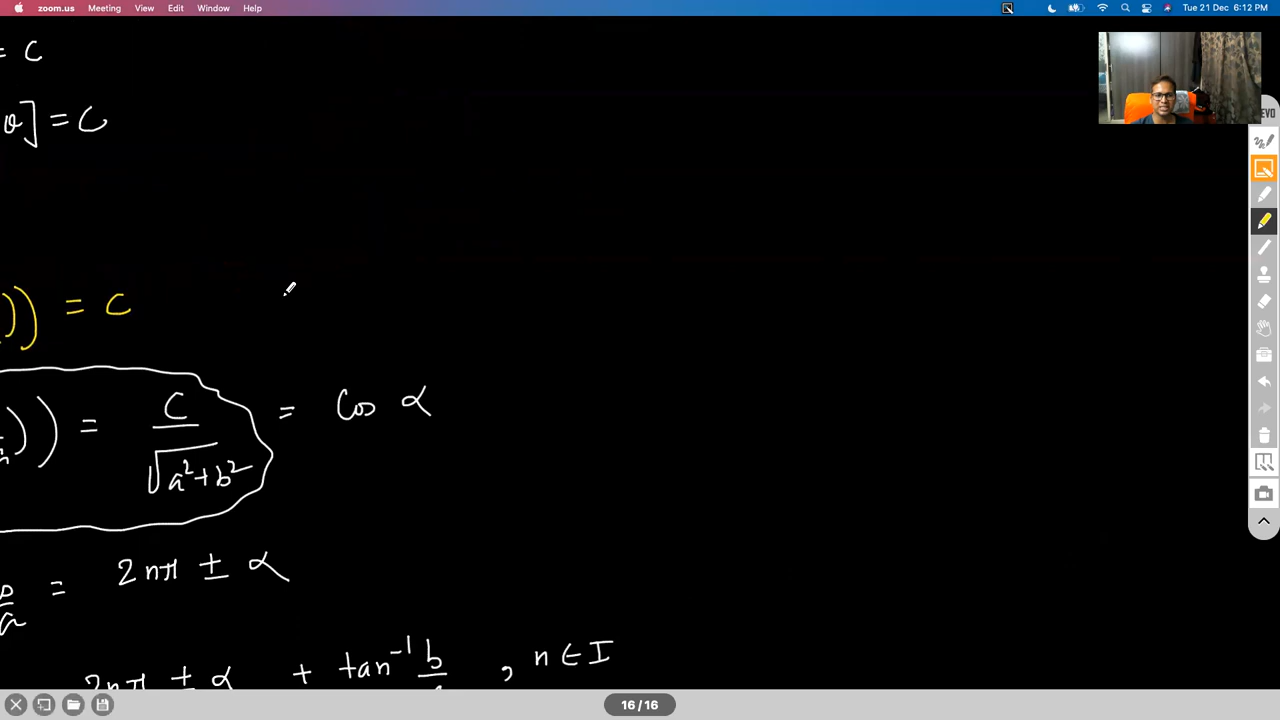 zoom.us Meeting View Edit Window Help Tue 21 Dec 6:12 PM
= C
θ] = C
)) = C
)) = C/√(a²+b²) = Cos α
= 2nπ ± α
2nπ ± α + tan⁻¹ b , n ∈ I
16 / 16